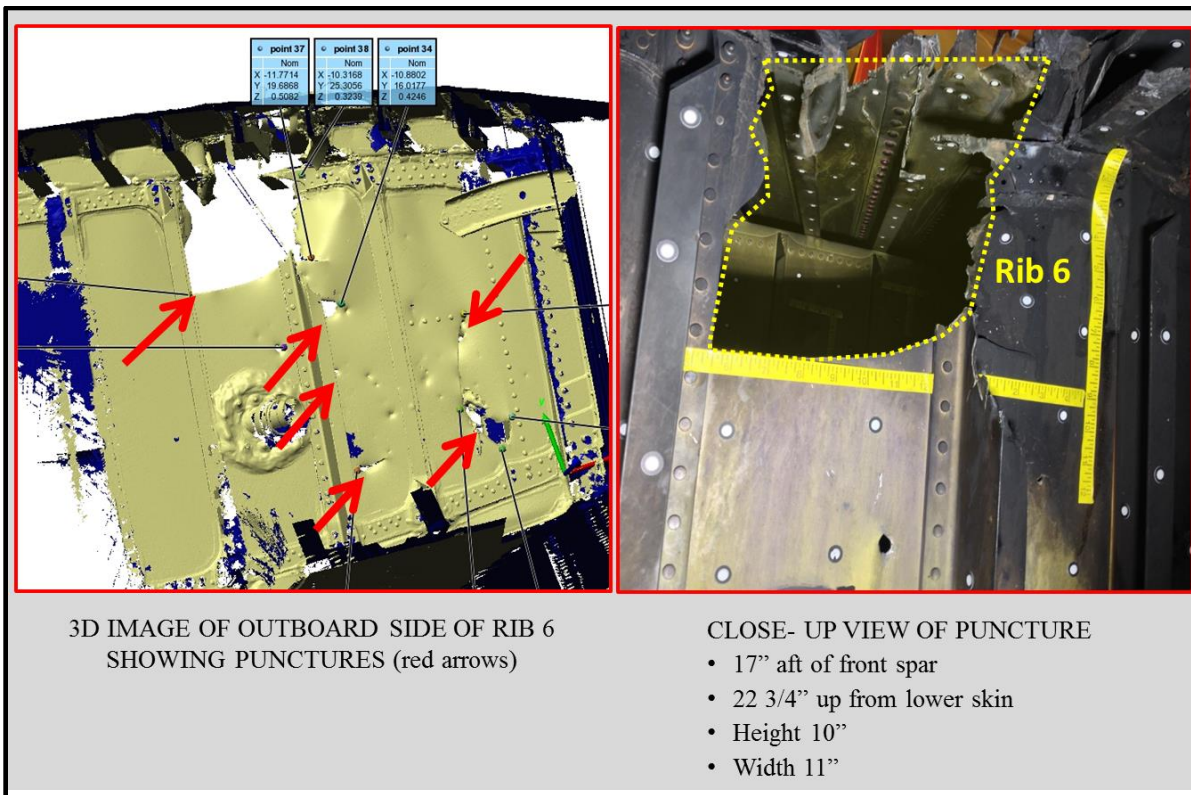 point 37
Nom
X -11.7714
Y 19.6868
Z 0.5082
point 38
Nom
X -10.3168
Y 25.3056
Z 0.3239
point 34
Nom
X -10.8802
Y 16.0177
Z 0.4246
Y
Rib 6
3D IMAGE OF OUTBOARD SIDE OF RIB 6
SHOWING PUNCTURES (red arrows)
CLOSE- UP VIEW OF PUNCTURE
• 17” aft of front spar
• 22 3/4” up from lower skin
• Height 10”
• Width 11”